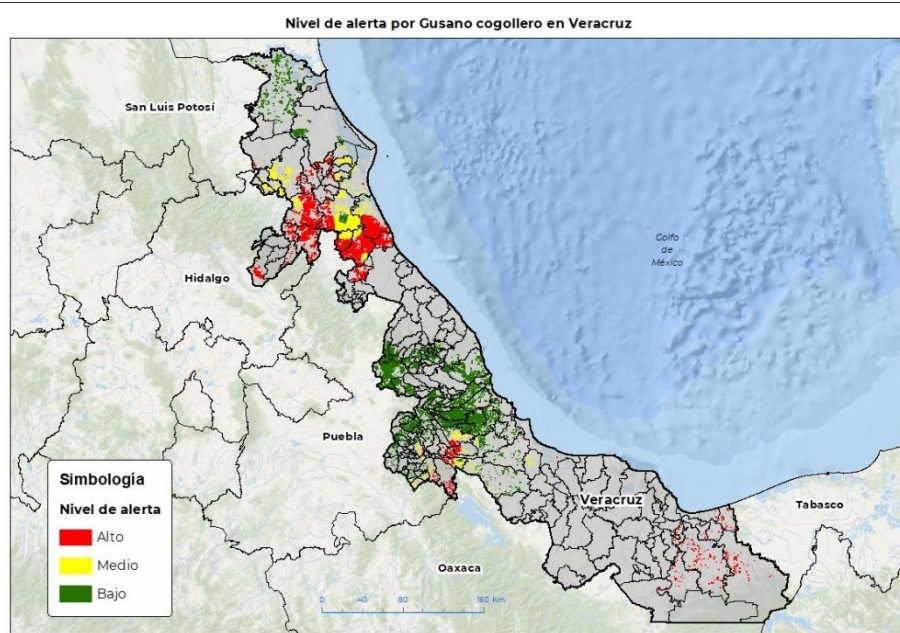 Nivel de alerta por Gusano cogollero en Veracruz
San Luis Potosí
Golfo
de
México
Hidalgo
Puebla
Veracruz
Tabasco
Oaxaca
Simbología
Nivel de alerta
Alto
Medio
Bajo
0 40 80 160 Km